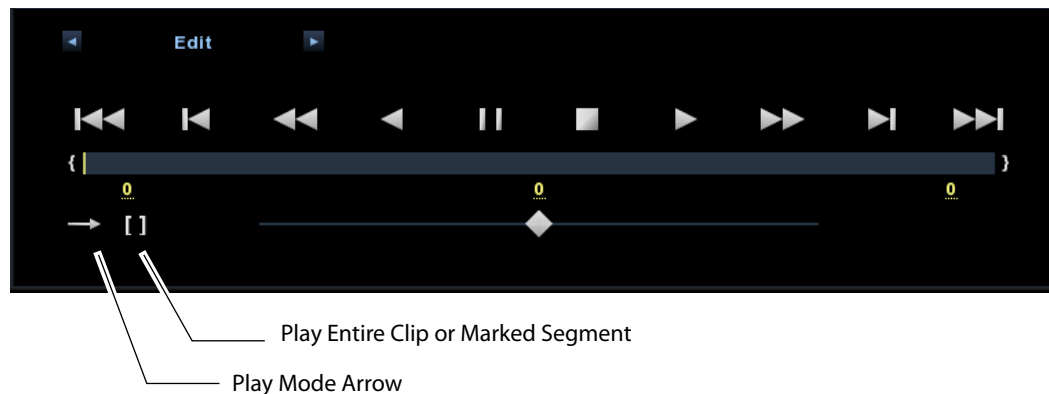 Edit
{ }
0 0 0
[ ]
Play Entire Clip or Marked Segment
Play Mode Arrow